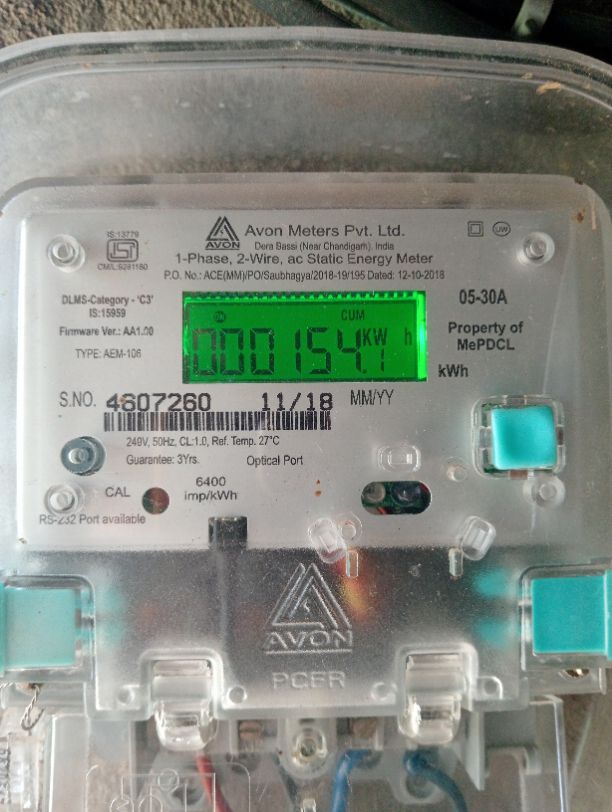 IS:13779
AVON
Avon Meters Pvt. Ltd.
Dera Bassi (Near Chandigarh). India
CM/L:9291160
1-Phase, 2-Wire, ac Static Energy Meter
P.O. No.: ACE(MM)/PO/Saubhagya/2018-19/195 Dated: 12-10-2018
DLMS-Category - 'C3'
IS:15959
Firmware Ver.: AA1.00
TYPE: AEM-106
CUM
000154.1 KW h
05-30A
Property of
MePDCL
kWh
S.NO. 4607260 11/18 MM/YY
249V, 50Hz, CL:1.0, Ref. Temp. 27°C
Guarantee: 3Yrs. Optical Port
CAL
6400
imp/kWh
RS-232 Port available
AVON